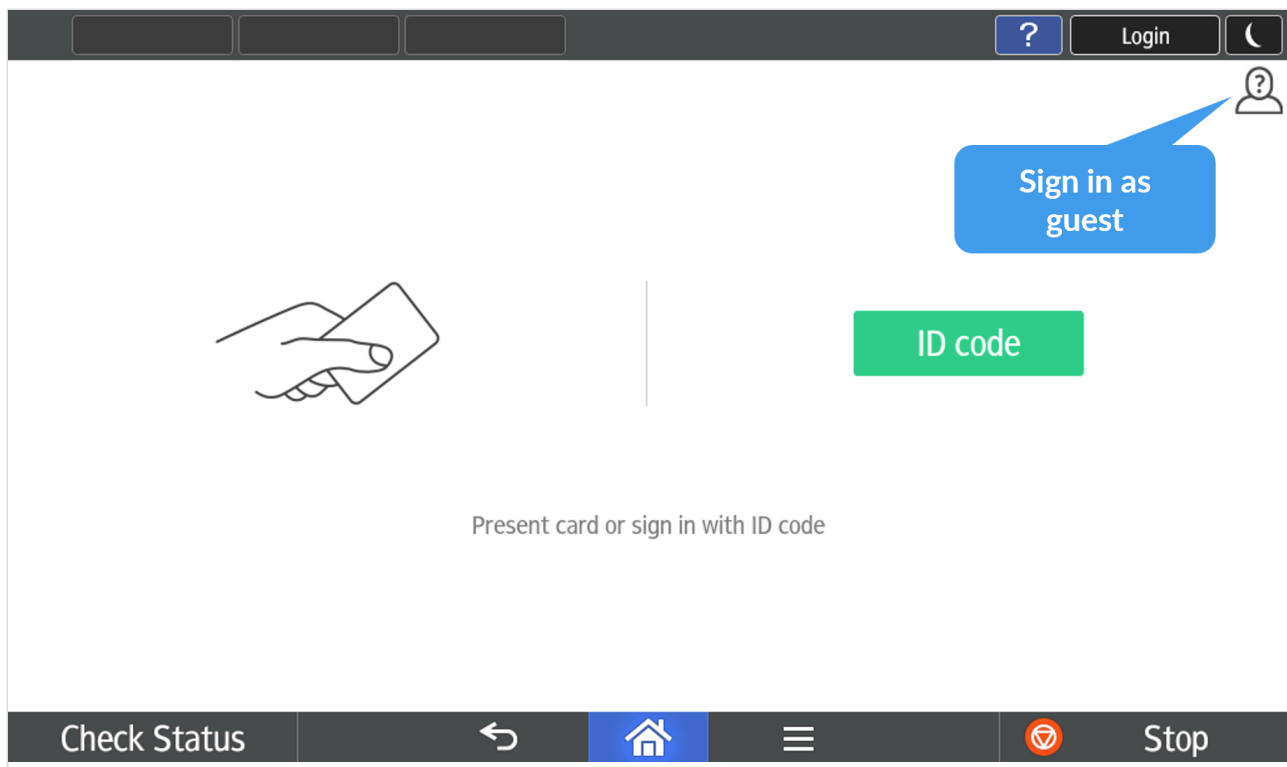 ?
Login
?
Sign in as
guest
ID code
Present card or sign in with ID code
Check Status
Stop